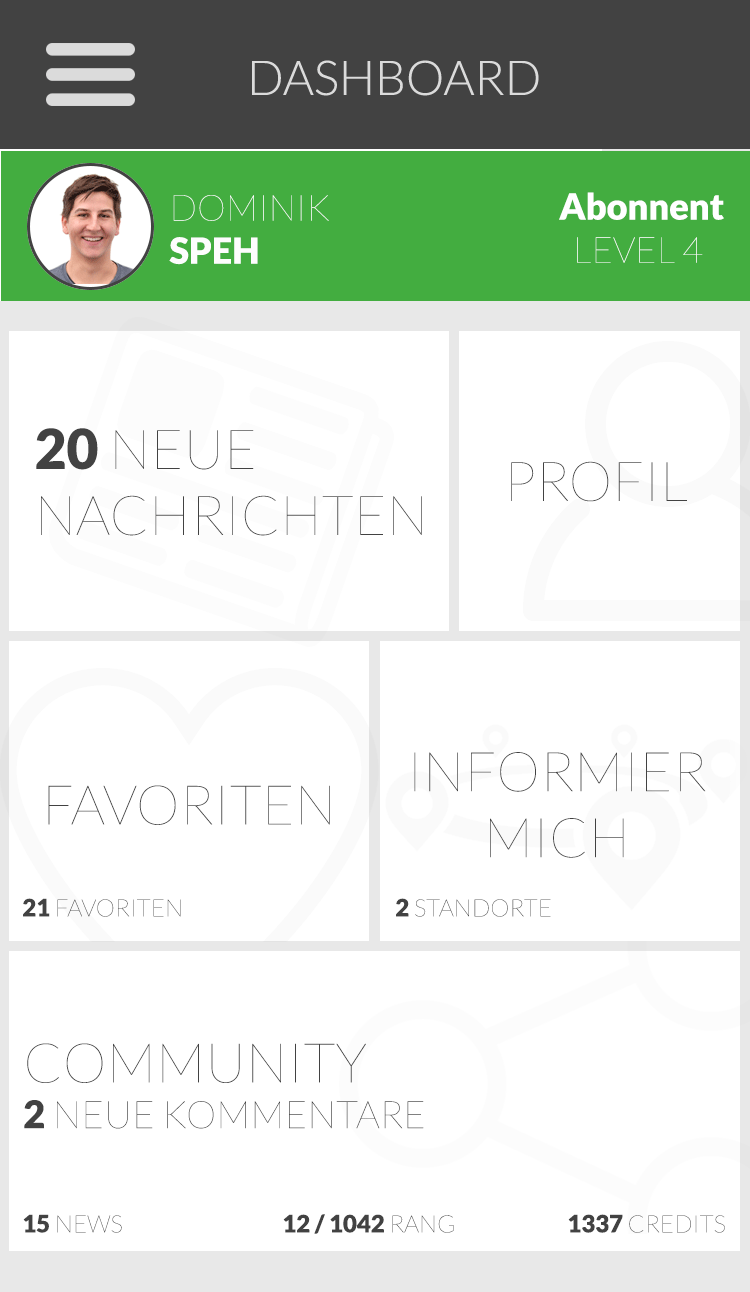 DASHBOARD
DOMINIK
SPEH
Abonnent
LEVEL 4
20 NEUE
NACHRICHTEN
PROFIL
FAVORITEN
21 FAVORITEN
INFORMIER
MICH
2 STANDORTE
COMMUNITY
2 NEUE KOMMENTARE
15 NEWS
12 / 1042 RANG
1337 CREDITS